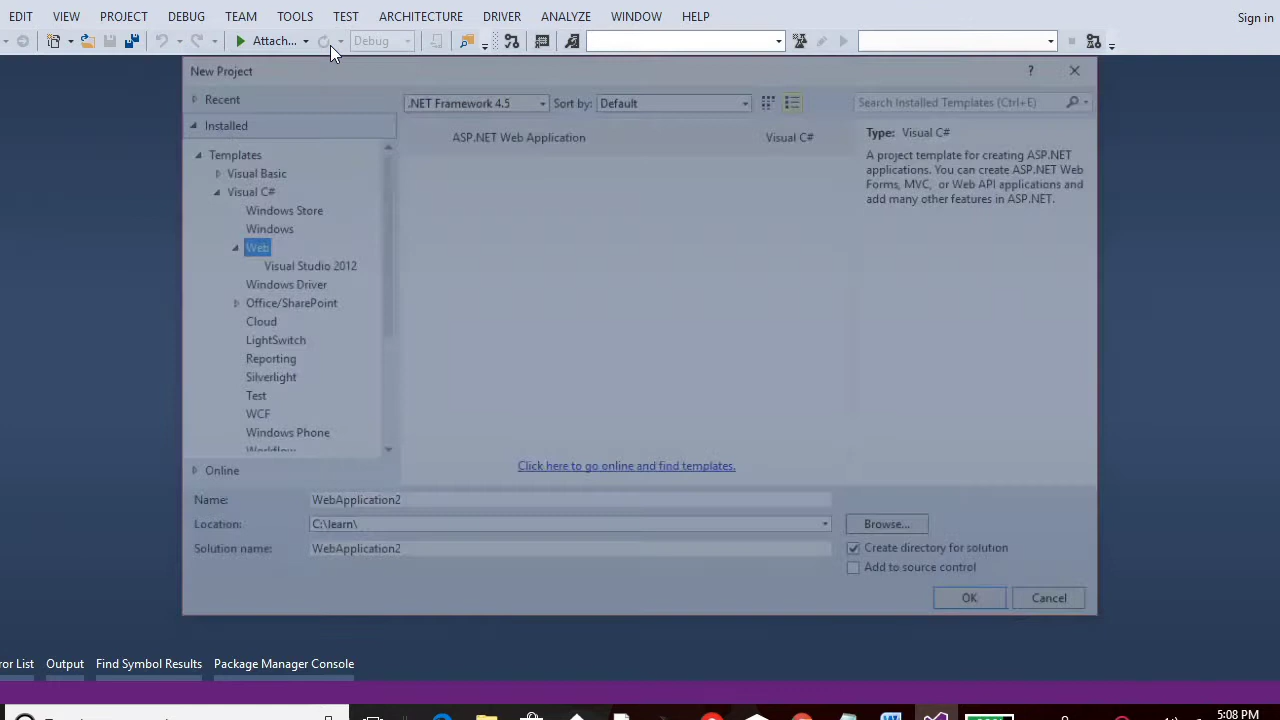 EDIT VIEW PROJECT DEBUG TEAM TOOLS TEST ARCHITECTURE DRIVER ANALYZE WINDOW HELP
Sign in
Attach... Debug
New Project
Recent
Installed
.NET Framework 4.5 Sort by: Default
Search Installed Templates (Ctrl+E)
Templates
Visual Basic
Visual C#
Windows Store
Windows
Web
Visual Studio 2012
Windows Driver
Office/SharePoint
Cloud
LightSwitch
Reporting
Silverlight
Test
WCF
Windows Phone
Workflow
Online
ASP.NET Web Application Visual C#
Type: Visual C#
A project template for creating ASP.NET
applications. You can create ASP.NET Web
Forms, MVC, or Web API applications and
add many other features in ASP.NET.
Click here to go online and find templates.
Name: WebApplication2
Location: C:\learn\
Browse...
Solution name: WebApplication2
Create directory for solution
Add to source control
OK Cancel
ror List Output Find Symbol Results Package Manager Console
5:08 PM